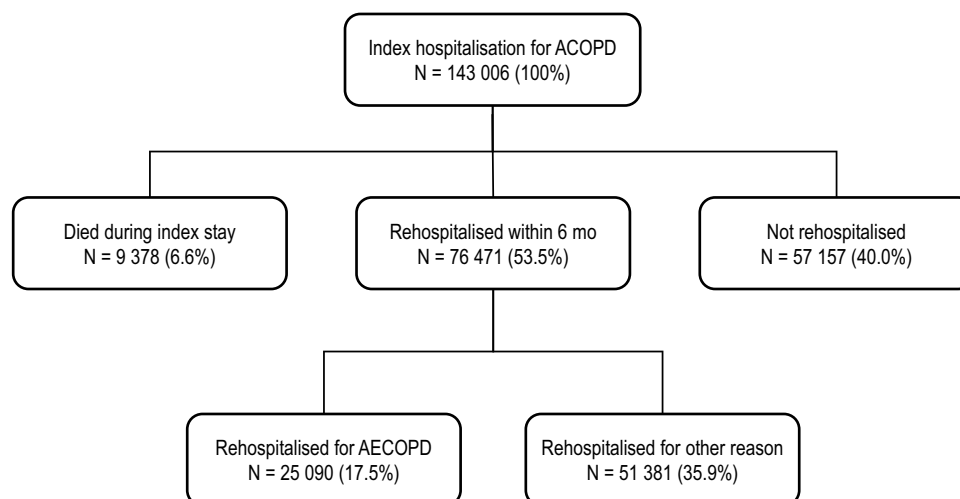 Index hospitalisation for ACOPD
N = 143 006 (100%)
Died during index stay
N = 9 378 (6.6%)
Rehospitalised within 6 mo
N = 76 471 (53.5%)
Not rehospitalised
N = 57 157 (40.0%)
Rehospitalised for AECOPD
N = 25 090 (17.5%)
Rehospitalised for other reason
N = 51 381 (35.9%)